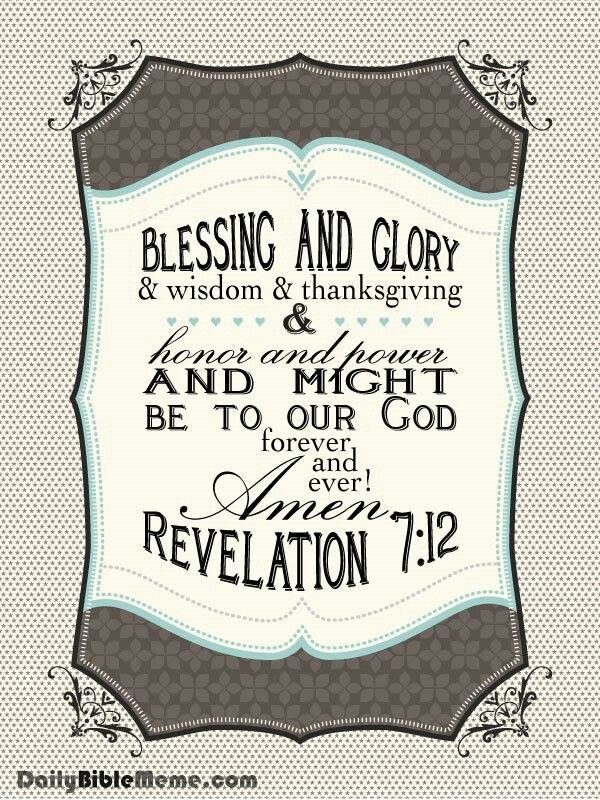 BLESSING AND GLORY
& wisdom & thanksgiving
&
honor and power
AND MIGHT
BE TO OUR GOD
forever
and
ever!
Amen
REVELATION 7:12
DailyBibleMeme.com